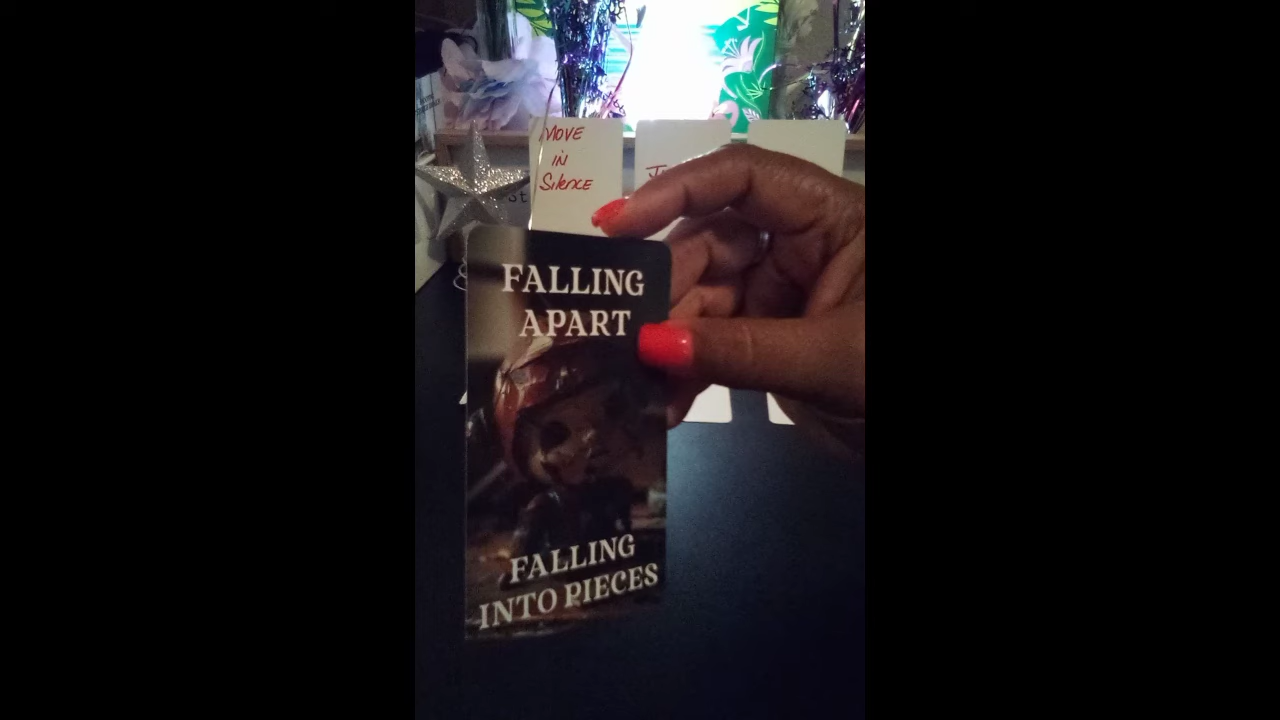 MOVE
IN
Silence
FALLING
APART
FALLING
INTO PIECES